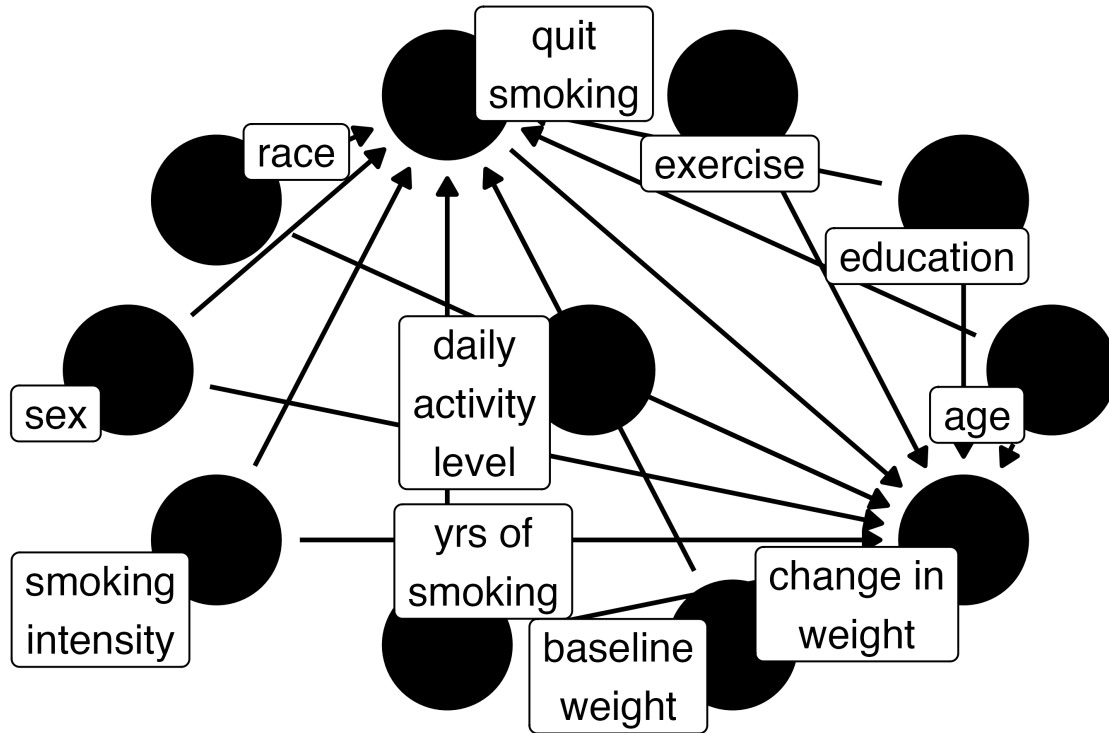 quit
smoking
race
exercise
education
daily
activity
level
sex
age
yrs of
smoking
smoking
intensity
change in
weight
baseline
weight